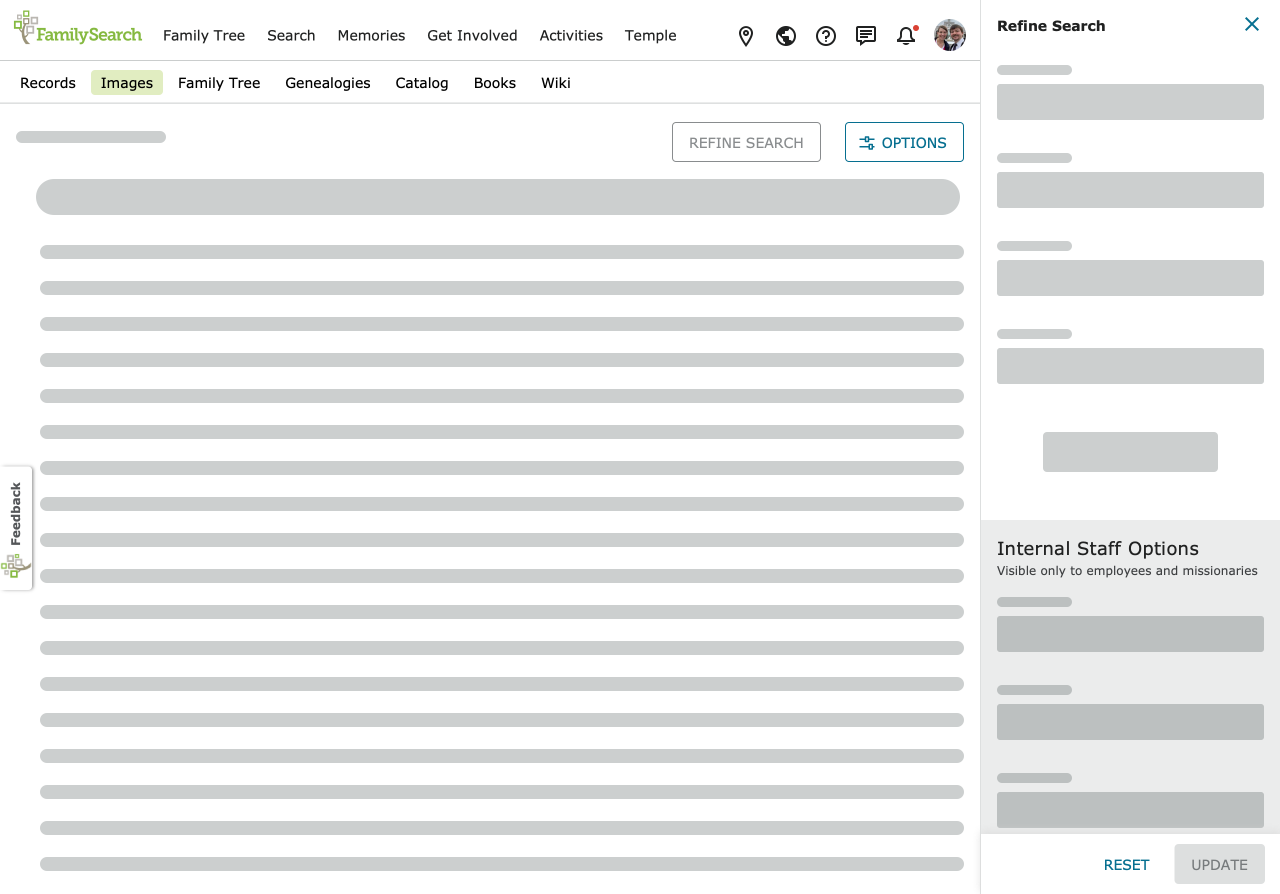 FamilySearch
Family Tree Search Memories Get Involved Activities Temple
Records Images Family Tree Genealogies Catalog Books Wiki
REFINE SEARCH OPTIONS
Feedback
Refine Search
Internal Staff Options
Visible only to employees and missionaries
RESET UPDATE